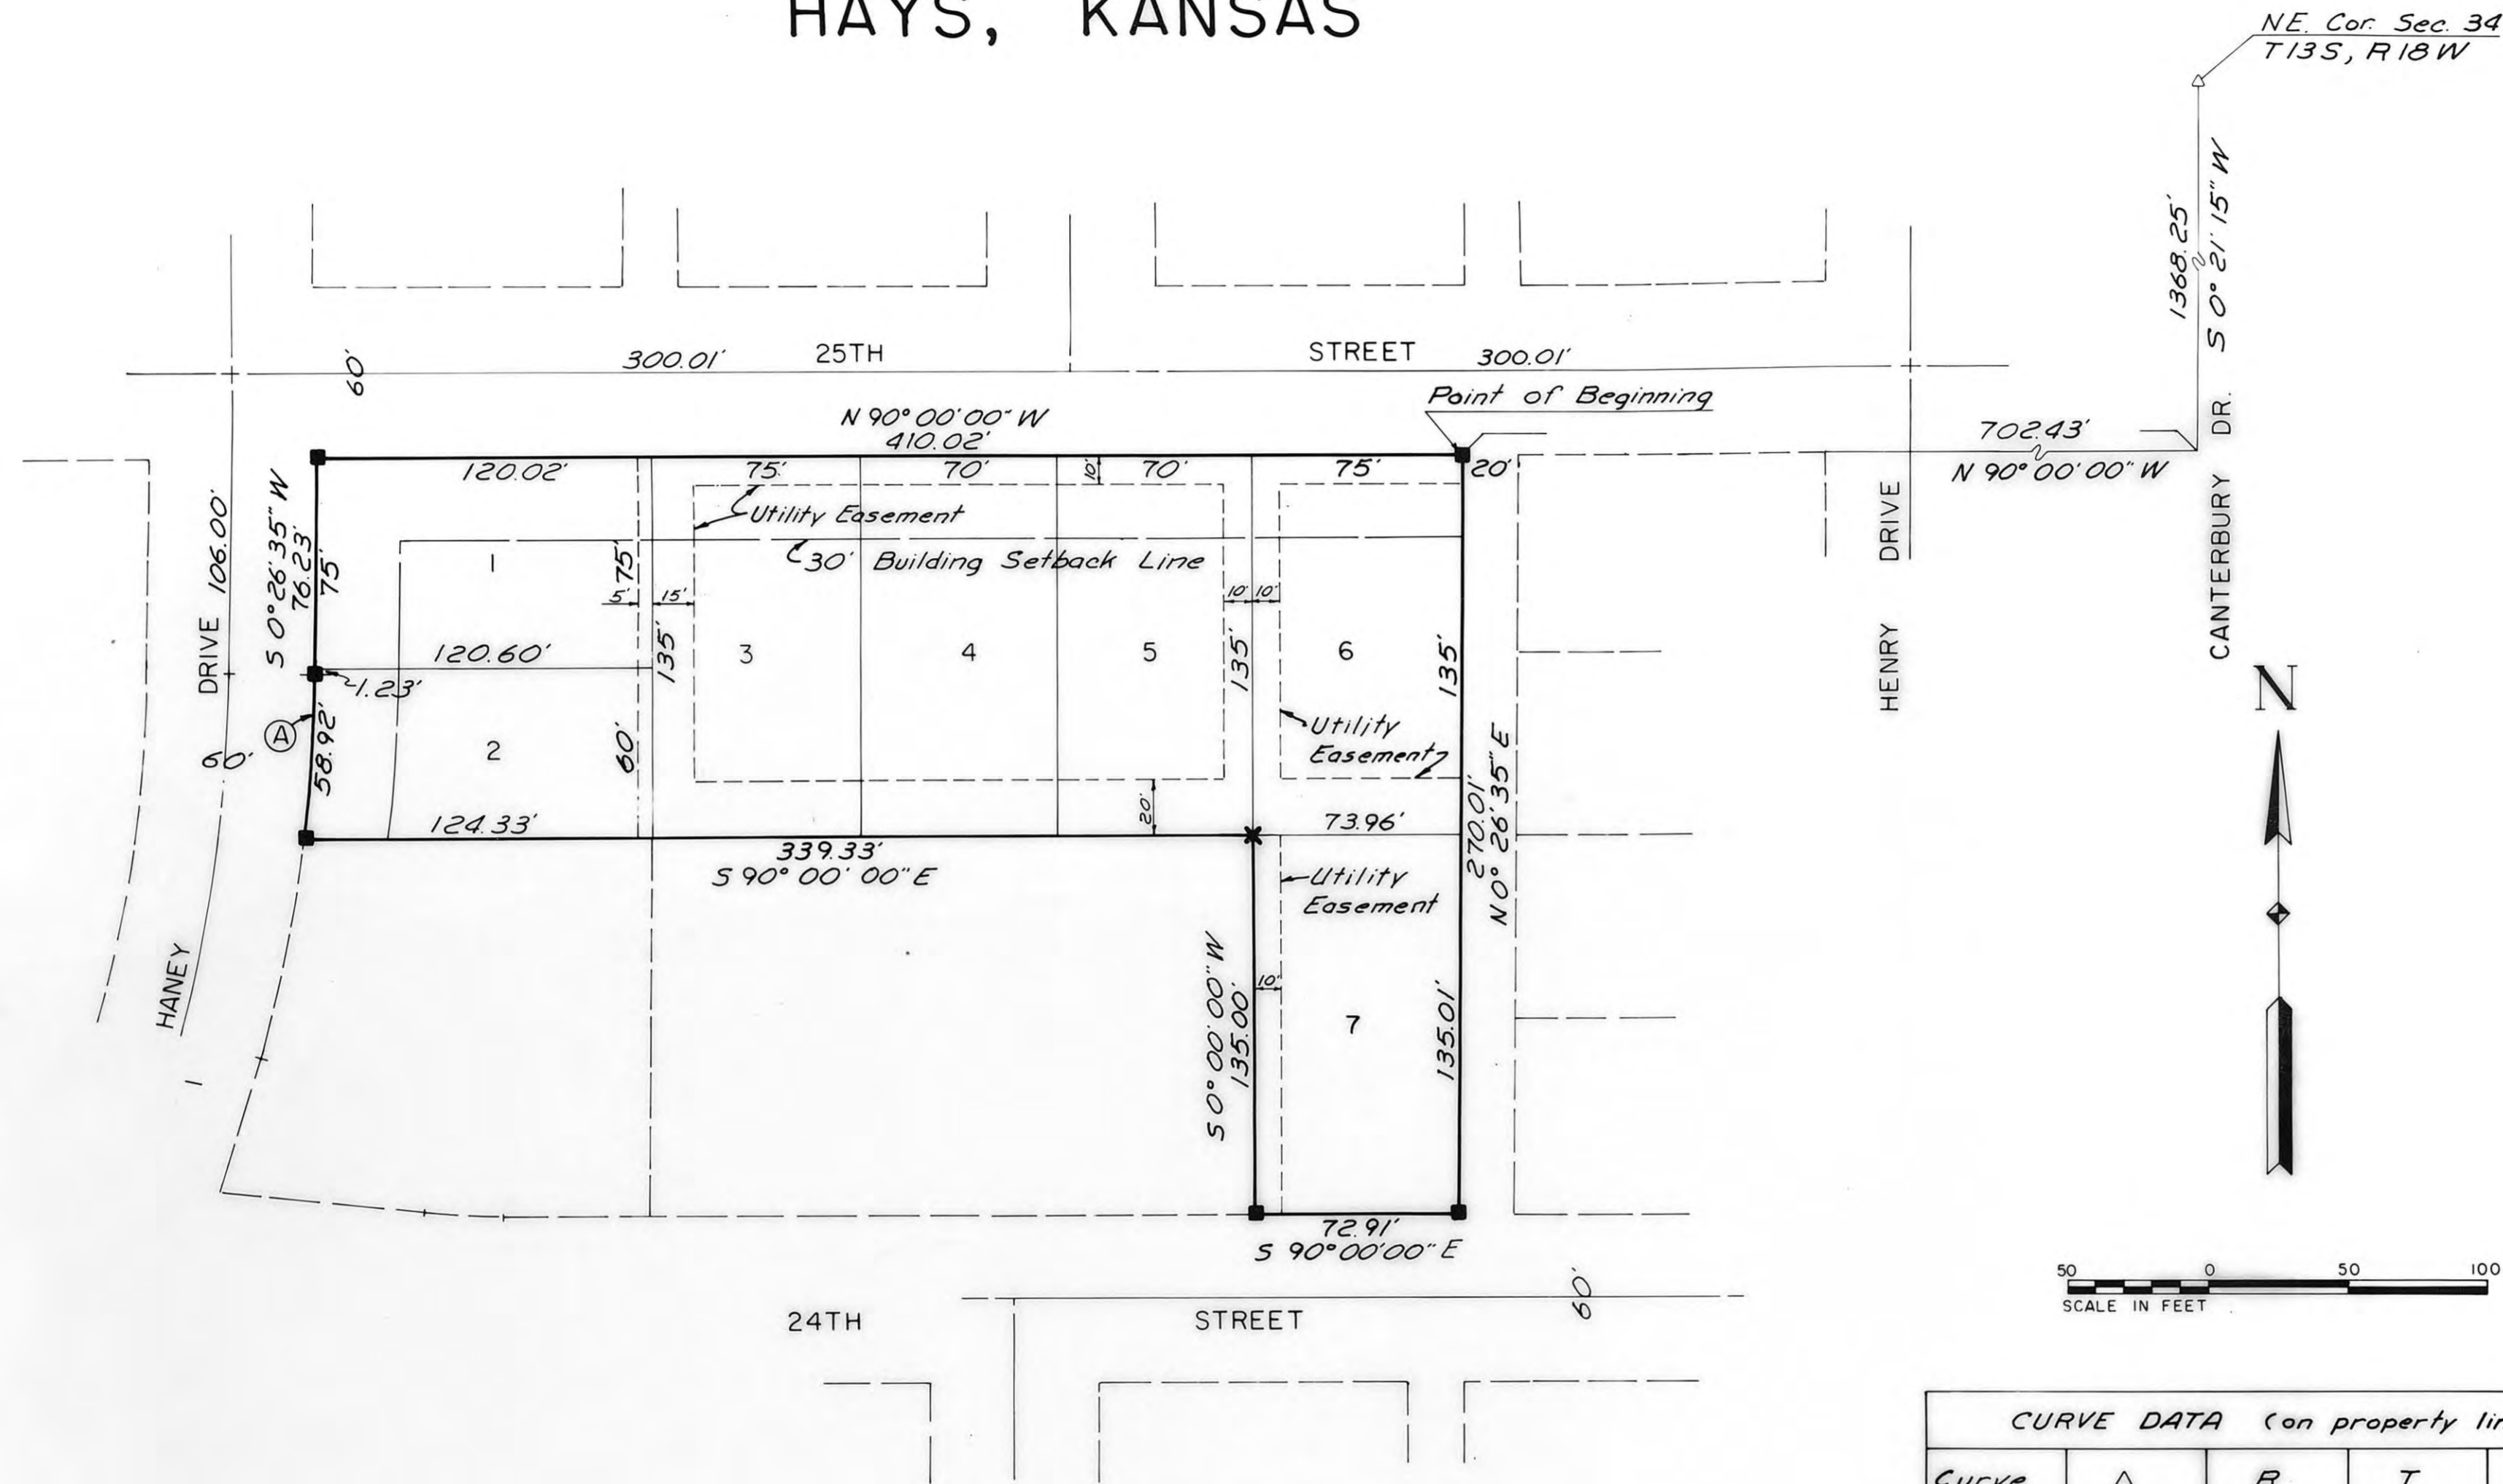 HAYS, KANSAS
NE. Cor. Sec. 34
T13S, R18W
1368.25'
S 0° 21' 15" W
60'
300.01'
25TH
STREET
300.01'
Point of Beginning
N 90° 00' 00" W
410.02'
702.43'
N 90° 00' 00" W
CANTERBURY DR.
120.02'
75'
70'
10'
70'
75'
20'
DRIVE
106.00'
S 0° 26' 35" W
76.23'
75'
Utility Easement
30' Building Setback Line
1
75'
5'
15'
10'
10'
HENRY DRIVE
120.60'
135'
3
4
5
135'
6
135'
1.23'
A
58.92'
60'
2
60'
Utility
Easement
N
124.33'
20'
73.96'
339.33'
S 90° 00' 00" E
270.01'
N 0° 26' 35" E
Utility
Easement
HANEY
S 0° 00' 00" W
135.00'
10'
7
135.01'
72.91'
S 90° 00' 00" E
24TH
STREET
60'
50 0 50 100
SCALE IN FEET
CURVE DATA (on property
Curve △ R T